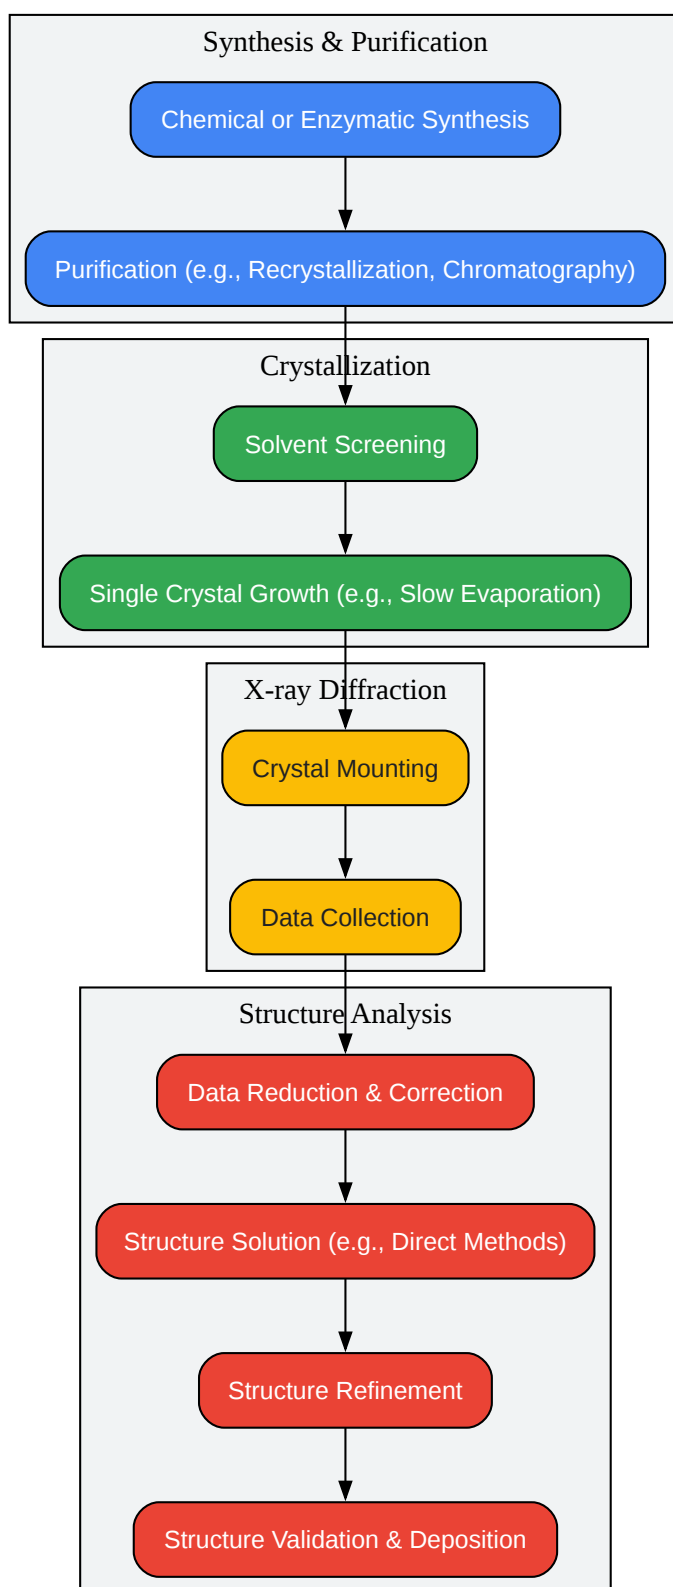 Synthesis & Purification
Chemical or Enzymatic Synthesis
Purification (e.g., Recrystallization, Chromatography)
Crystallization
Solvent Screening
Single Crystal Growth (e.g., Slow Evaporation)
X-ray Diffraction
Crystal Mounting
Data Collection
Structure Analysis
Data Reduction & Correction
Structure Solution (e.g., Direct Methods)
Structure Refinement
Structure Validation & Deposition